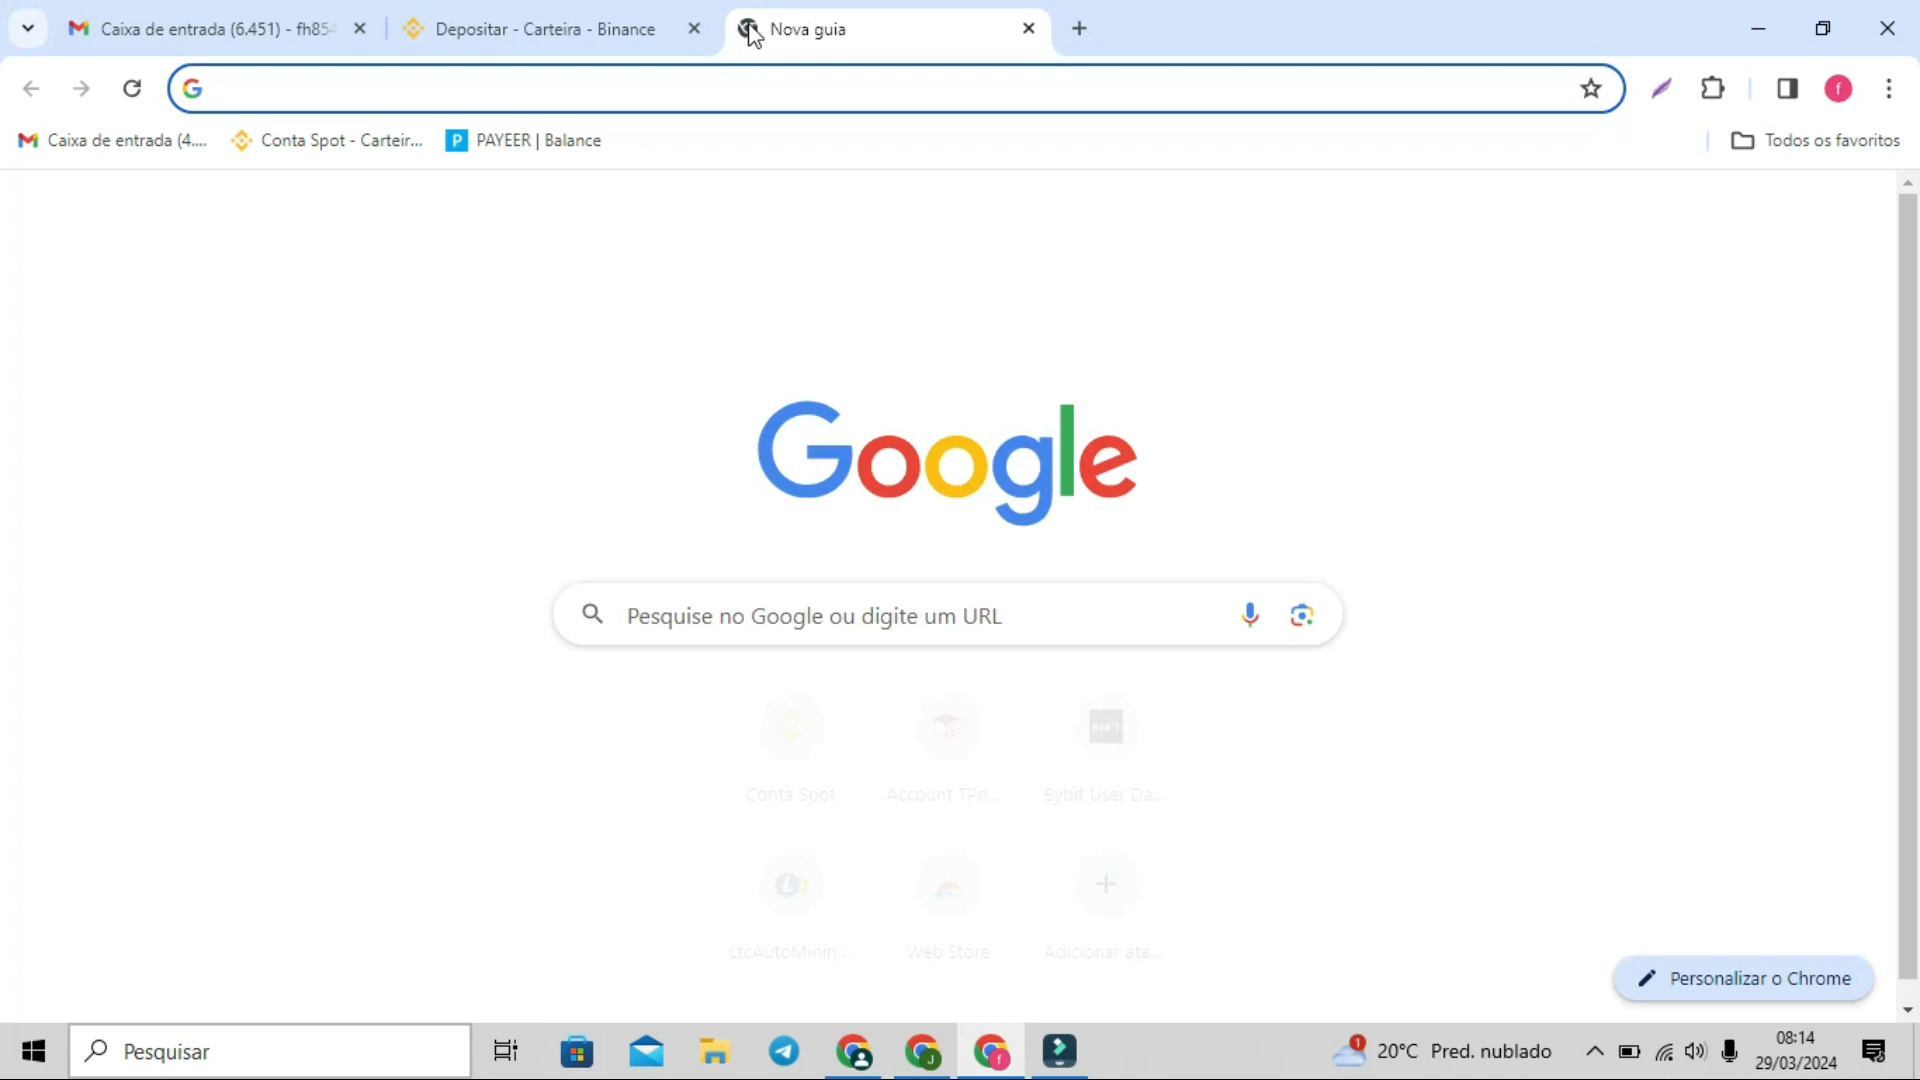 Caixa de entrada (6.451) - fh85
Depositar - Carteira - Binance
Nova guia
Caixa de entrada (4....
Conta Spot - Carteir...
PAYEER | Balance
Todos os favoritos
Google
Pesquise no Google ou digite um URL
Conta Spot
Account TPn...
Bybit User Da...
LtcAutoMinin...
Web Store
Adicionar ata...
Personalizar o Chrome
Pesquisar
20°C Pred. nublado
08:14
29/03/2024